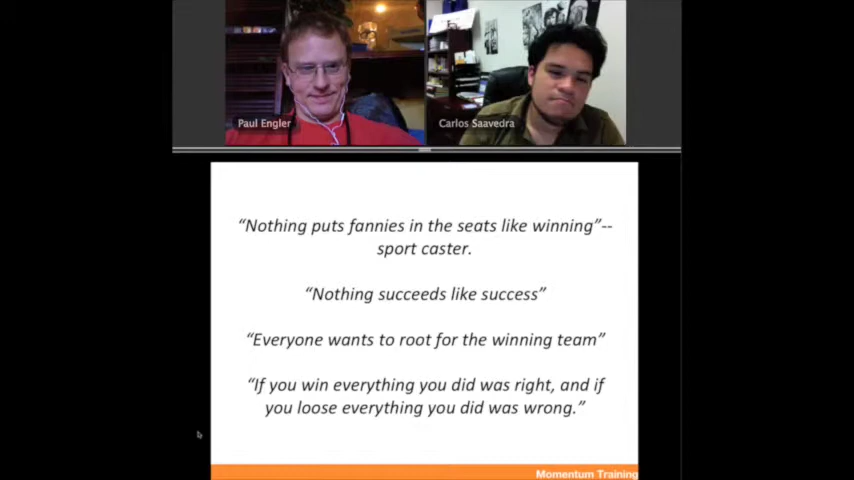 Paul Engler
Carlos Saavedra
“Nothing puts fannies in the seats like winning”--
sport caster.
“Nothing succeeds like success”
“Everyone wants to root for the winning team”
“If you win everything you did was right, and if
you loose everything you did was wrong.”
Momentum Training